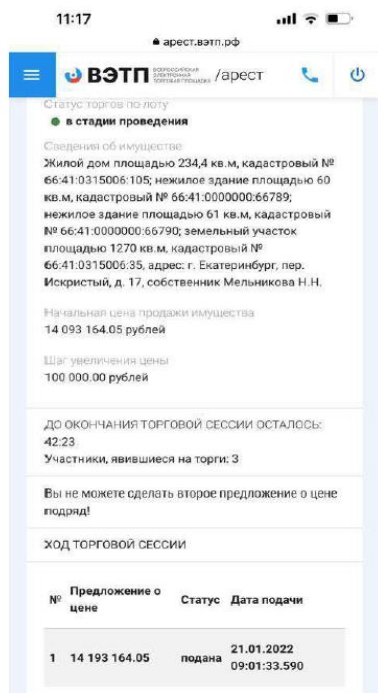 11:17
арест.вэтп.рф
ВЭТП ВСЕРОССИЙСКАЯ ЭЛЕКТРОННАЯ ТОРГОВАЯ ПЛОЩАДКА /арест
Статус торгов по лоту
в стадии проведения
Сведения об имуществе
Жилой дом площадью 234,4 кв.м, кадастровый №
66:41:0315006:105; нежилое здание площадью 60
кв.м, кадастровый № 66:41:0000000:66789;
нежилое здание площадью 61 кв.м, кадастровый
№ 66:41:0000000:66790; земельный участок
площадью 1270 кв.м, кадастровый №
66:41:0315006:35, адрес: г. Екатеринбург, пер.
Искристый, д. 17, собственник Мельникова Н.Н.
Начальная цена продажи имущества
14 093 164.05 рублей
Шаг увеличения цены
100 000.00 рублей
ДО ОКОНЧАНИЯ ТОРГОВОЙ СЕССИИ ОСТАЛОСЬ:
42:23
Участники, явившиеся на торги: 3
Вы не можете сделать второе предложение о цене
подряд!
ХОД ТОРГОВОЙ СЕССИИ
№ Предложение о цене Статус Дата подачи
1 14 193 164.05 подана 21.01.2022 09:01:33.590